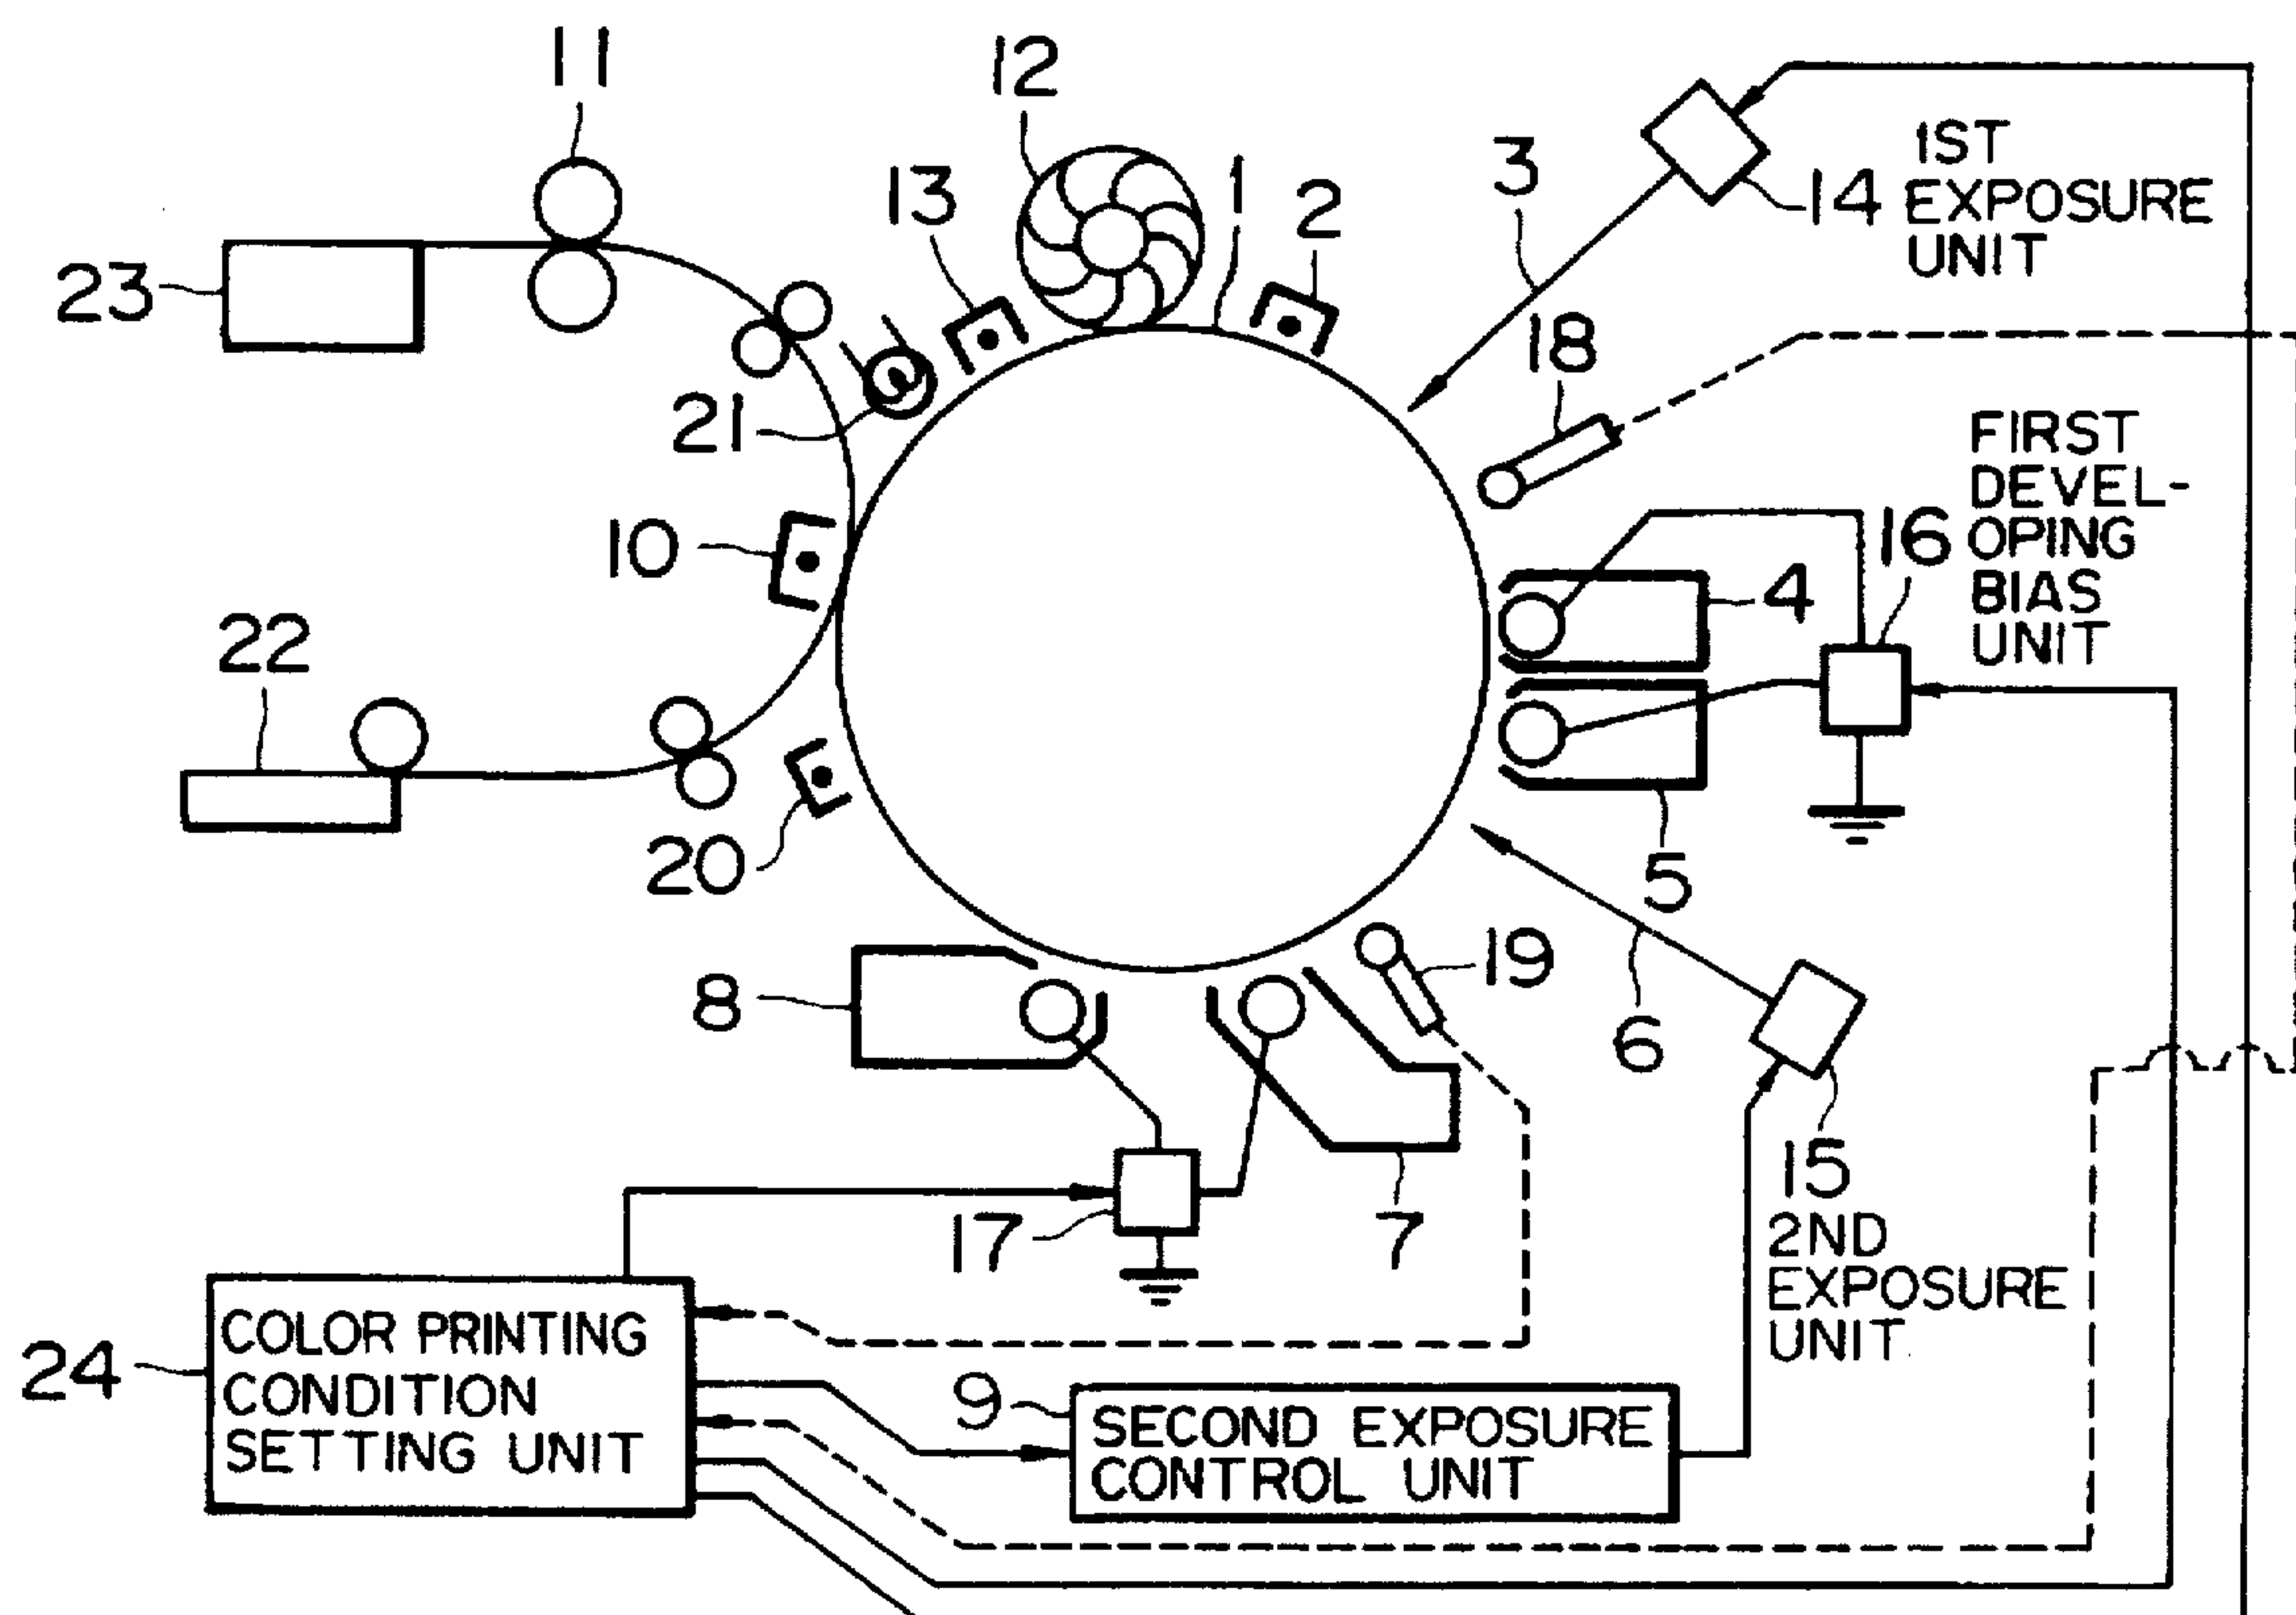 11
12
13
1
2
3
14
1ST
EXPOSURE
UNIT
23
18
21
FIRST
DEVEL-
OPING
BIAS
UNIT
16
10
4
22
20
5
8
19
6
15
2ND
EXPOSURE
UNIT
17
7
24
COLOR PRINTING
CONDITION
SETTING UNIT
9
SECOND EXPOSURE
CONTROL UNIT